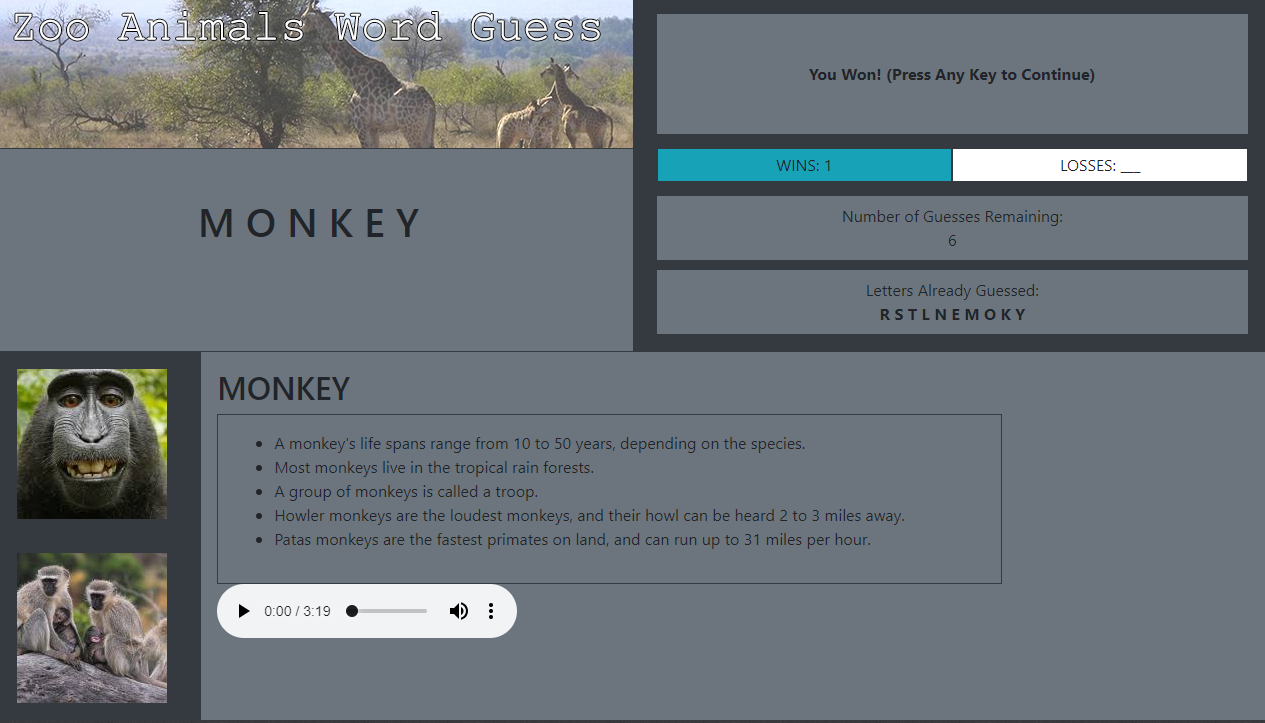 Zoo Animals Word Guess
M O N K E Y
You Won! (Press Any Key to Continue)
WINS: 1
LOSSES: ___
Number of Guesses Remaining:
6
Letters Already Guessed:
R S T L N E M O K Y
MONKEY
• A monkey's life spans range from 10 to 50 years, depending on the species.
• Most monkeys live in the tropical rain forests.
• A group of monkeys is called a troop.
• Howler monkeys are the loudest monkeys, and their howl can be heard 2 to 3 miles away.
• Patas monkeys are the fastest primates on land, and can run up to 31 miles per hour.
0:00 / 3:19